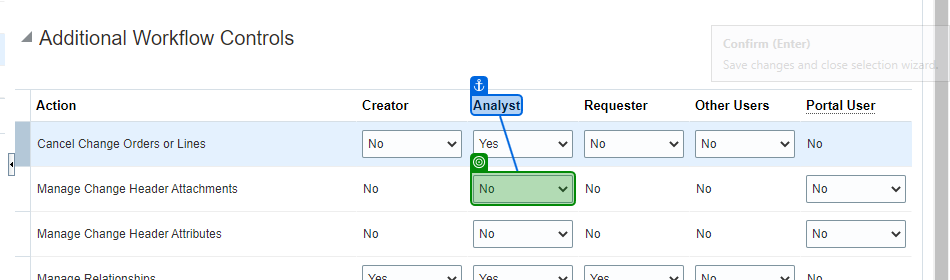 Additional Workflow Controls
Confirm (Enter)
Save changes and close selection wizard.
Action Creator Analyst Requester Other Users Portal User
Cancel Change Orders or Lines No Yes No No No
Manage Change Header Attachments No No No No No
Manage Change Header Attributes No No No No No
Manage Relationships Yes Yes Yes No No